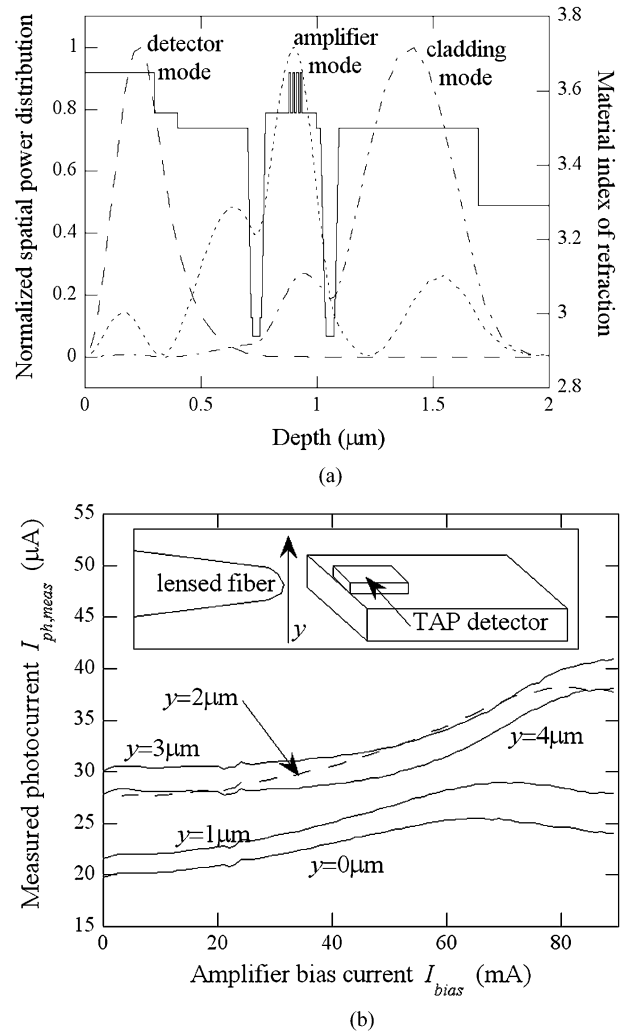 Normalized spatial power distribution
1
0.8
0.6
0.4
0.2
0
detector
mode
amplifier
mode
cladding
mode
3.8
3.6
3.4
3.2
3
2.8
Material index of refraction
0
0.5
1
1.5
2
Depth (μm)
(a)
Measured photocurrent I ph,meas (μA)
55
50
45
40
35
30
25
20
15
lensed fiber
y
TAP detector
y=2μm
y=3μm
y=4μm
y=1μm
y=0μm
0
20
40
60
80
Amplifier bias current I bias (mA)
(b)